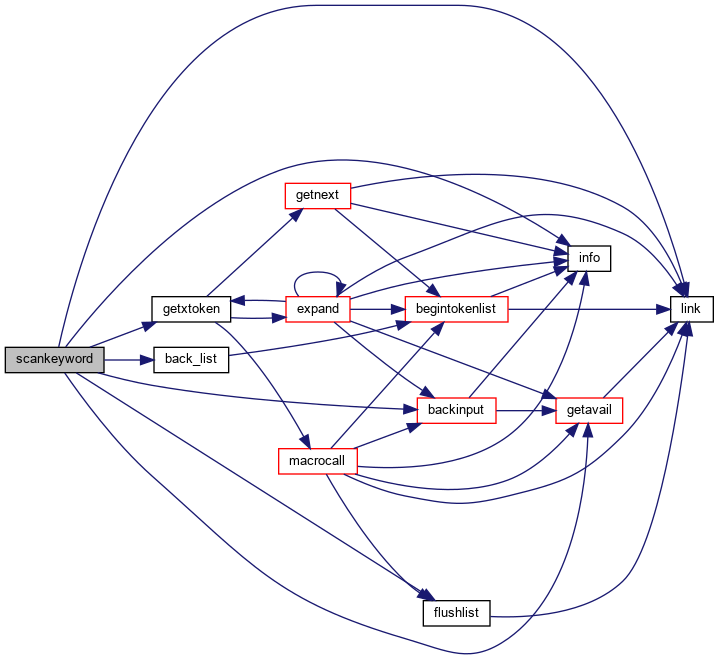 scankeyword
getxtoken
back_list
getnext
expand
macrocall
begintokenlist
backinput
flushlist
info
getavail
link